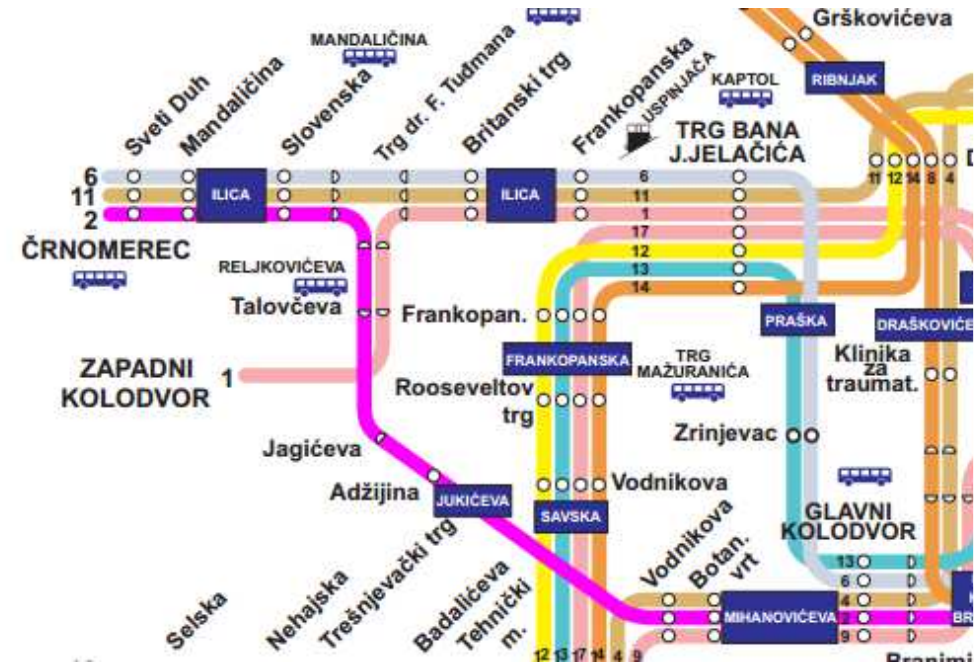 Grškovićeva
RIBNJAK
MANDALIČINA
KAPTOL
USPINJAČA
Sveti Duh
Mandaličina
Slovenska
Trg dr. F. Tuđmana
Britanski trg
Frankopanska
TRG BANA
J.JELAČIĆA
6
11
2
ILICA
ILICA
6
11
1
17
12
13
14
11
12
14
8
4
ČRNOMEREC
RELJKOVIĆEVA
Talovčeva
Frankopan.
PRAŠKA
ZAPADNI
KOLODVOR
1
FRANKOPANSKA
TRG
MAŽURANIĆA
Klinika
za
traumat.
Rooseveltov
trg
Zrinjevac
Jagićeva
Adžijina
JUKIĆEVA
Vodnikova
SAVSKA
GLAVNI
KOLODVOR
Selska
Nehajska
Trešnjevački trg
Badalićeva
Tehnički
m.
Vodnikova
Botan.
vrt
MIHANOVIĆEVA
13
6
4
2
9
12
13
17
14
4
9